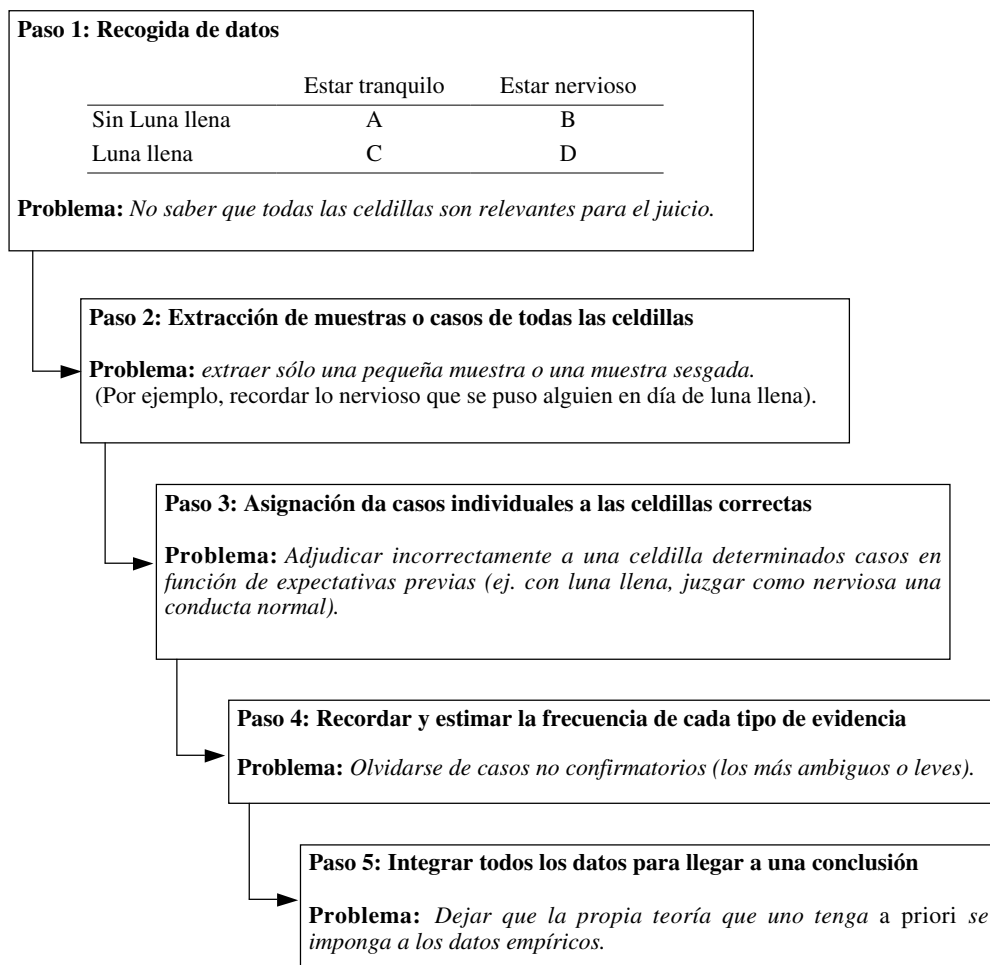 Paso 1: Recogida de datos
Estar tranquilo Estar nervioso
Sin Luna llena A B
Luna llena C D
Problema: No saber que todas las celdillas son relevantes para el juicio.
Paso 2: Extracción de muestras o casos de todas las celdillas
Problema: extraer sólo una pequeña muestra o una muestra sesgada.
(Por ejemplo, recordar lo nervioso que se puso alguien en día de luna llena).
Paso 3: Asignación da casos individuales a las celdillas correctas
Problema: Adjudicar incorrectamente a una celdilla determinados casos en
función de expectativas previas (ej. con luna llena, juzgar como nerviosa una
conducta normal).
Paso 4: Recordar y estimar la frecuencia de cada tipo de evidencia
Problema: Olvidarse de casos no confirmatorios (los más ambiguos o leves).
Paso 5: Integrar todos los datos para llegar a una conclusión
Problema: Dejar que la propia teoría que uno tenga a priori se
imponga a los datos empíricos.